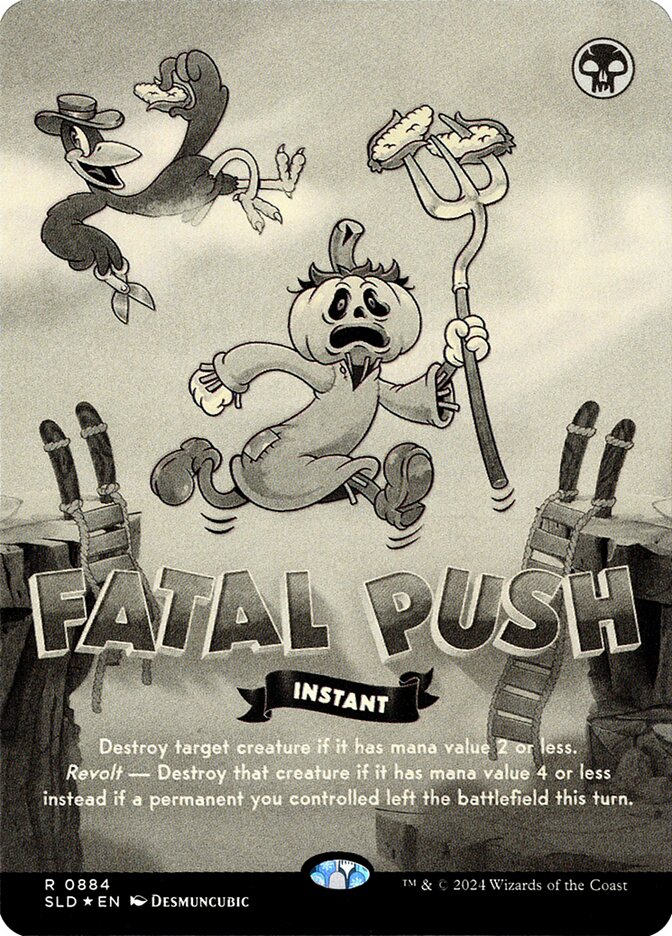 FATAL PUSH
INSTANT
Destroy target creature if it has mana value 2 or less.
Revolt — Destroy that creature if it has mana value 4 or less
instead if a permanent you controlled left the battlefield this turn.
R 0884
™ & © 2024 Wizards of the Coast
SLD ★ EN DESMUNCUBIC